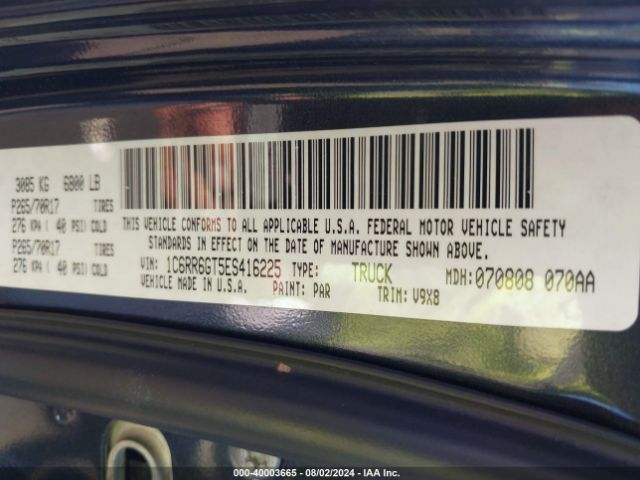 3085 KG 6800 LB
P265/70R17 TIRES
276 KPA ( 40 PSI) COLD
P265/70R17 TIRES
276 KPA ( 40 PSI) COLD
THIS VEHICLE CONFORMS TO ALL APPLICABLE U.S.A. FEDERAL MOTOR VEHICLE SAFETY
STANDARDS IN EFFECT ON THE DATE OF MANUFACTURE SHOWN ABOVE.
VIN: 1C6RR6GT5ES416225 TYPE: TRUCK MDH: 070808 070AA
VEHICLE MADE IN U.S.A. PAINT: PAR TRIM: V9X8
000-40003665 - 08/02/2024 - IAA Inc.